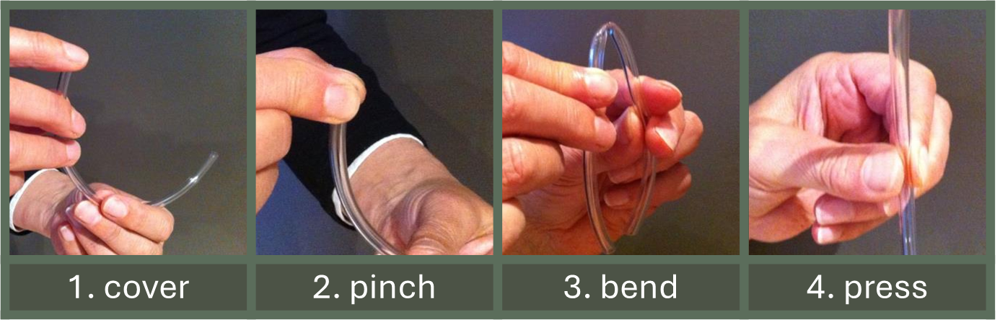 1. cover
2. pinch
3. bend
4. press